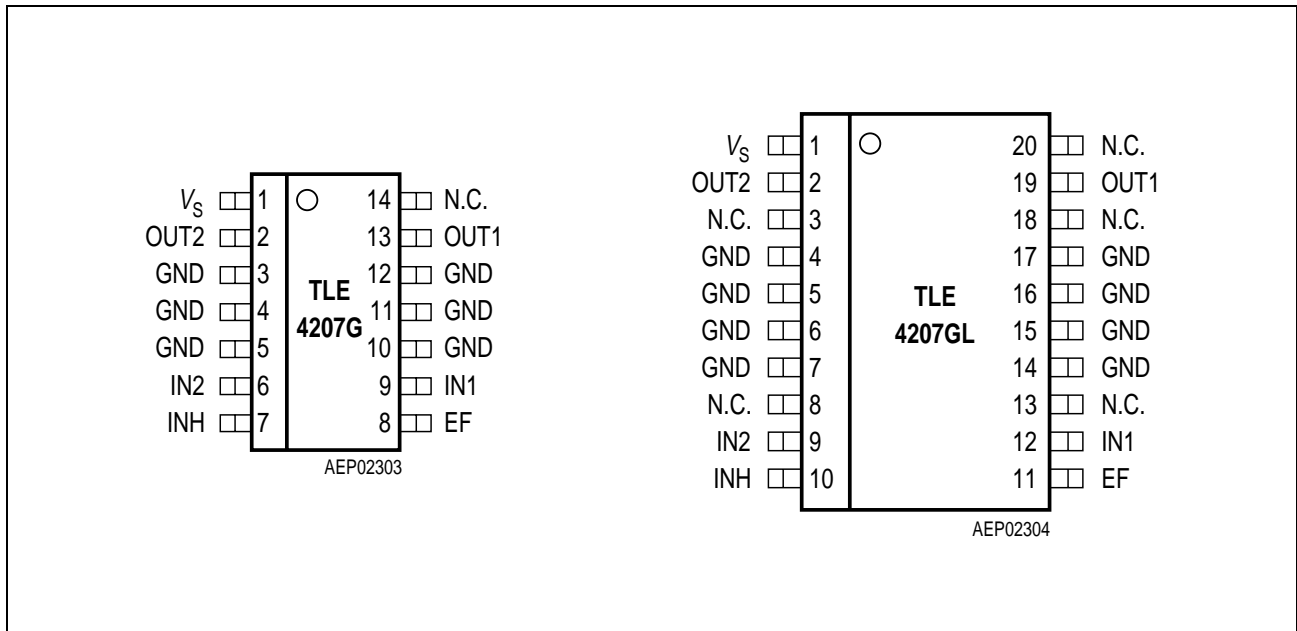 VS 1 14 N.C.
OUT2 2 13 OUT1
GND 3 12 GND
GND 4 11 GND
GND 5 10 GND
IN2 6 9 IN1
INH 7 8 EF
TLE
4207G
AEP02303
VS 1 20 N.C.
OUT2 2 19 OUT1
N.C. 3 18 N.C.
GND 4 17 GND
GND 5 16 GND
GND 6 15 GND
GND 7 14 GND
N.C. 8 13 N.C.
IN2 9 12 IN1
INH 10 11 EF
TLE
4207GL
AEP02304